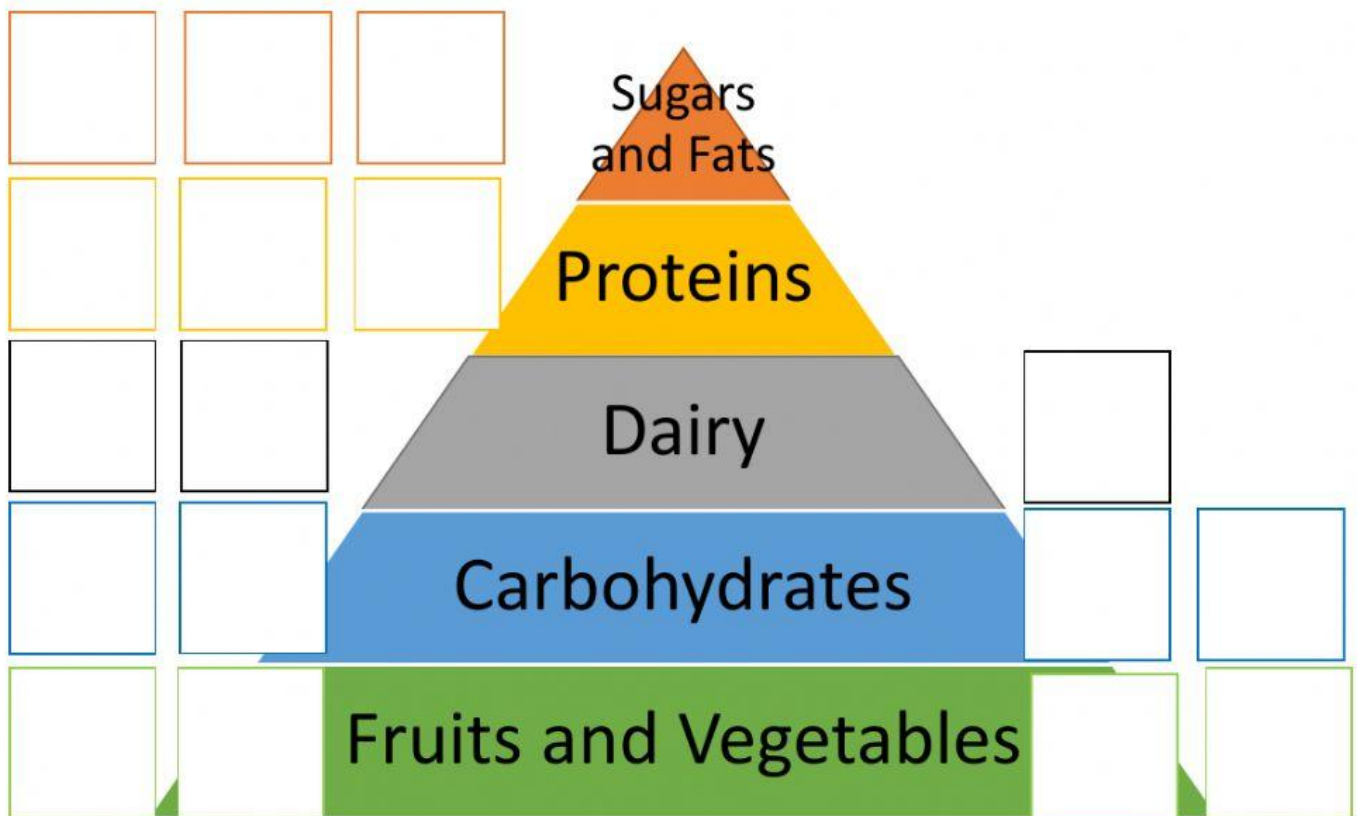 Sugars
and Fats
Proteins
Dairy
Carbohydrates
Fruits and Vegetables